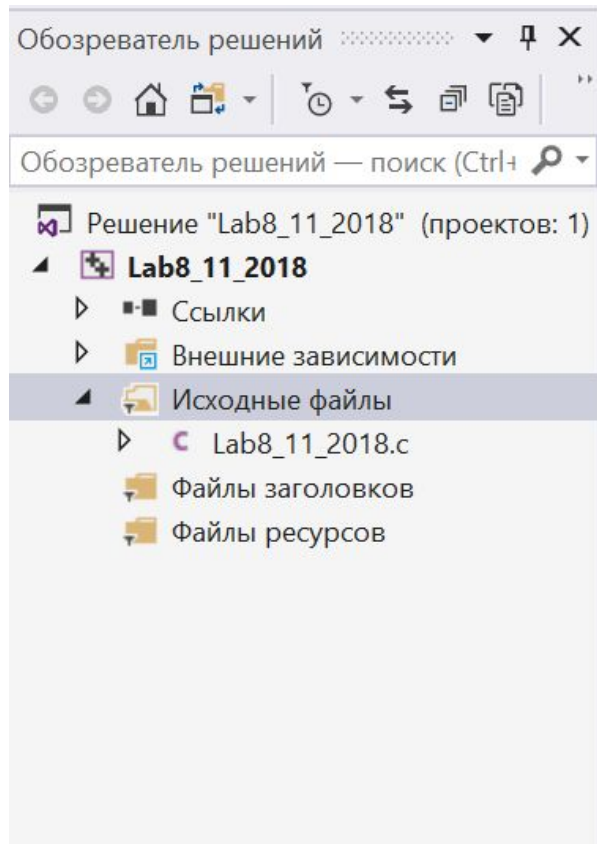 Обозреватель решений
Обозреватель решений — поиск (Ctrl+
Решение "Lab8_11_2018" (проектов: 1)
Lab8_11_2018
Ссылки
Внешние зависимости
Исходные файлы
C Lab8_11_2018.c
Файлы заголовков
Файлы ресурсов